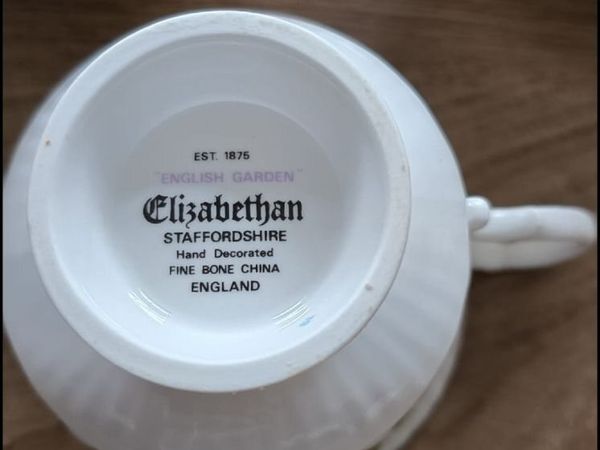 EST. 1875
"ENGLISH GARDEN"
Elizabethan
STAFFORDSHIRE
Hand Decorated
FINE BONE CHINA
ENGLAND